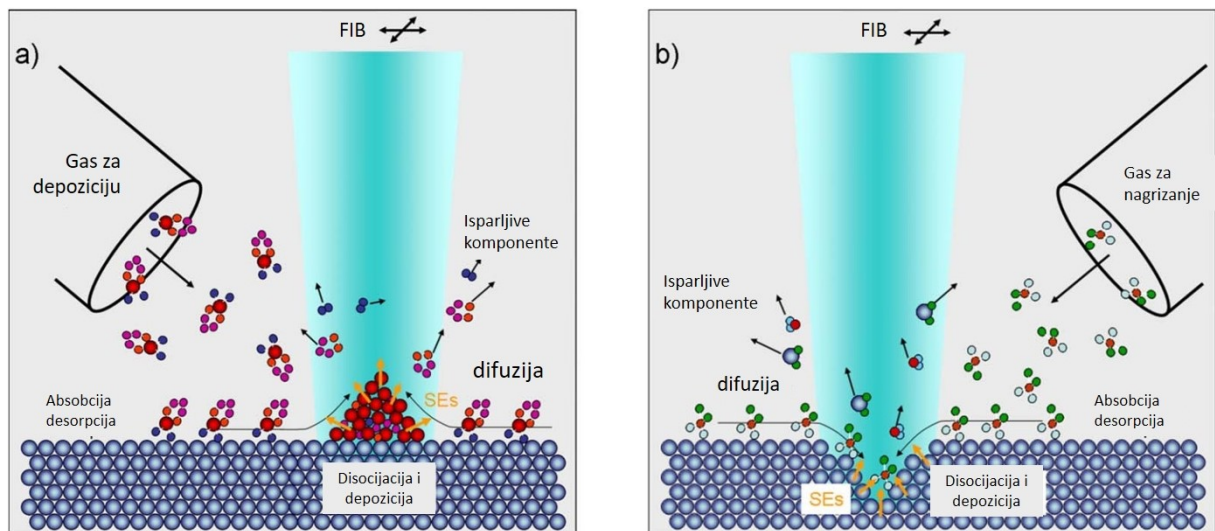 a)
FIB
Gas za
depoziciju
Isparljive
komponente
difuzija
SEs
Absobcija
desorpcija
Disocijacija i
depozicija
b)
FIB
Gas za
nagrizanje
Isparljive
komponente
difuzija
Absobcija
desorpcija
SEs
Disocijacija i
depozicija